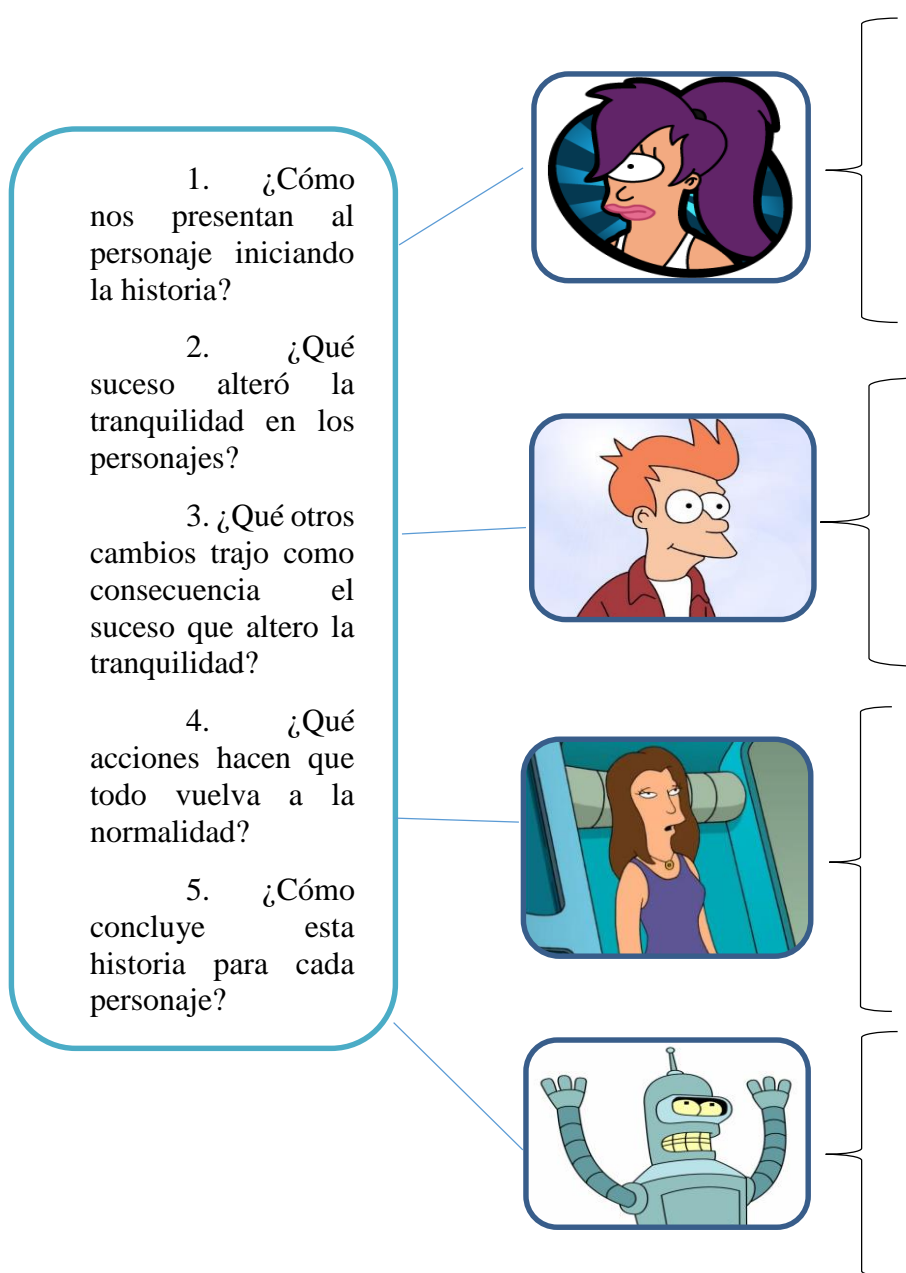 1. ¿Cómo
nos presentan al
personaje iniciando
la historia?
2. ¿Qué
suceso alteró la
tranquilidad en los
personajes?
3. ¿Qué otros
cambios trajo como
consecuencia el
suceso que altero la
tranquilidad?
4. ¿Qué
acciones hacen que
todo vuelva a la
normalidad?
5. ¿Cómo
concluye esta
historia para cada
personaje?